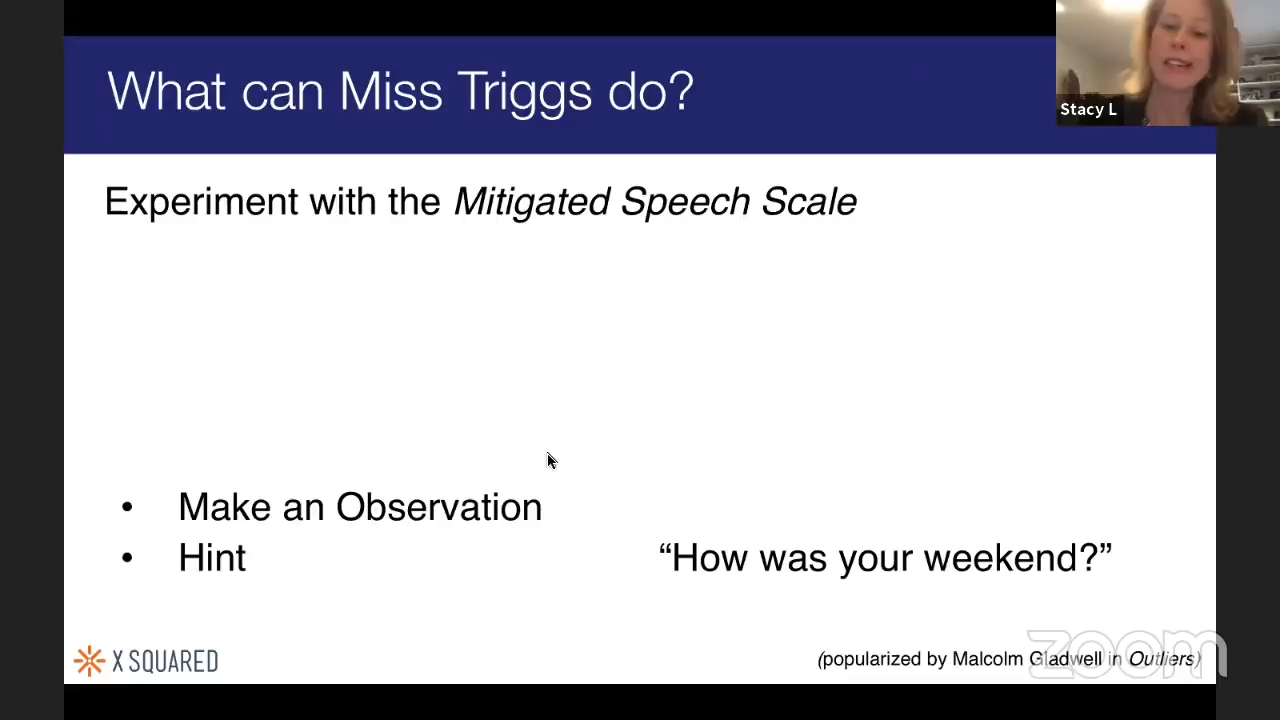 What can Miss Triggs do?
Stacy L
Experiment with the Mitigated Speech Scale
• Make an Observation
• Hint “How was your weekend?”
X SQUARED
(popularized by Malcolm Gladwell in Outliers)
zoom